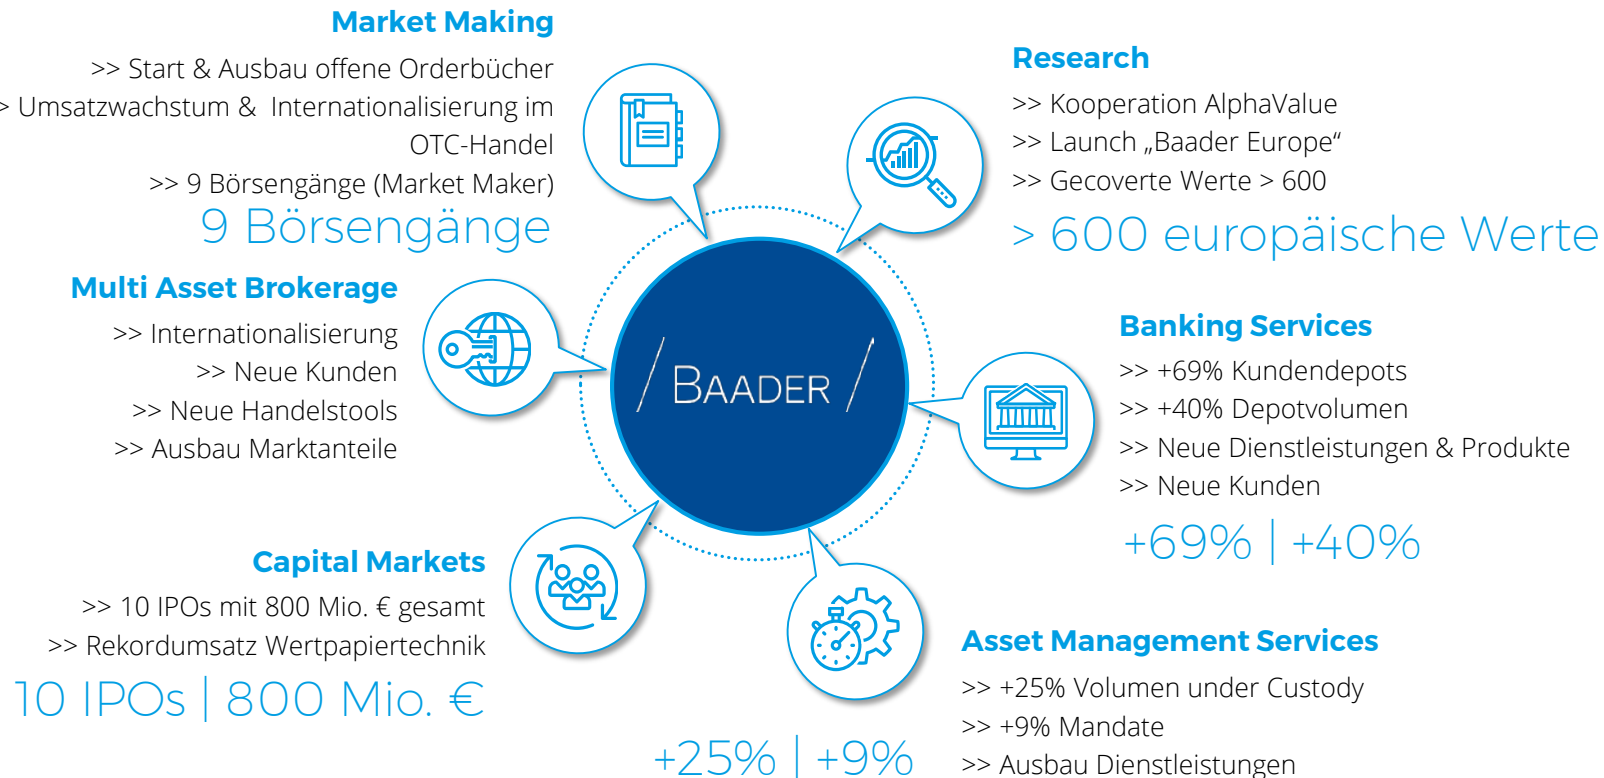 Market Making
>> Start & Ausbau offene Orderbücher
> Umsatzwachstum & Internationalisierung im
OTC-Handel
>> 9 Börsengänge (Market Maker)
9 Börsengänge
Multi Asset Brokerage
>> Internationalisierung
>> Neue Kunden
>> Neue Handelstools
>> Ausbau Marktanteile
Capital Markets
>> 10 IPOs mit 800 Mio. € gesamt
>> Rekordumsatz Wertpapiertechnik
10 IPOs | 800 Mio. €
/ BAADER /
Research
>> Kooperation AlphaValue
>> Launch „Baader Europe“
>> Gecoverte Werte > 600
> 600 europäische Werte
Banking Services
>> +69% Kundendepots
>> +40% Depotvolumen
>> Neue Dienstleistungen & Produkte
>> Neue Kunden
+69% | +40%
Asset Management Services
>> +25% Volumen under Custody
>> +9% Mandate
>> Ausbau Dienstleistungen
+25% | +9%